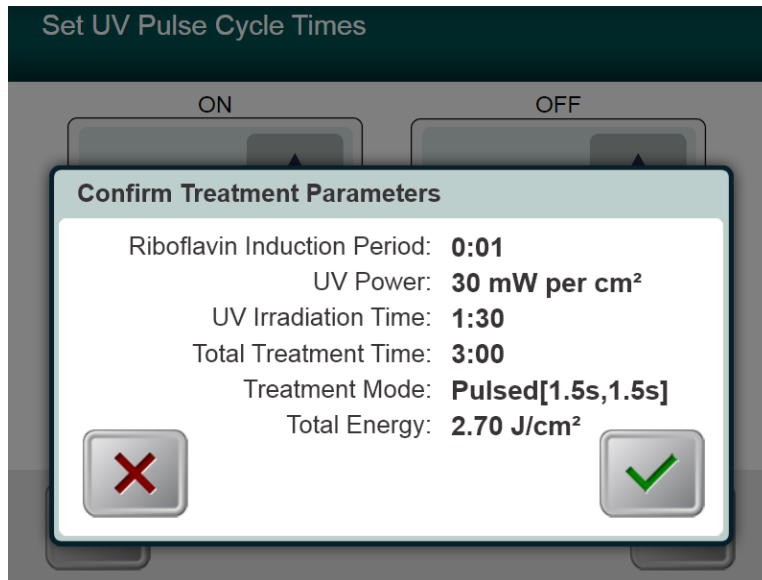 Set UV Pulse Cycle Times
ON OFF
Confirm Treatment Parameters
Riboflavin Induction Period: 0:01
UV Power: 30 mW per cm²
UV Irradiation Time: 1:30
Total Treatment Time: 3:00
Treatment Mode: Pulsed[1.5s,1.5s]
Total Energy: 2.70 J/cm²